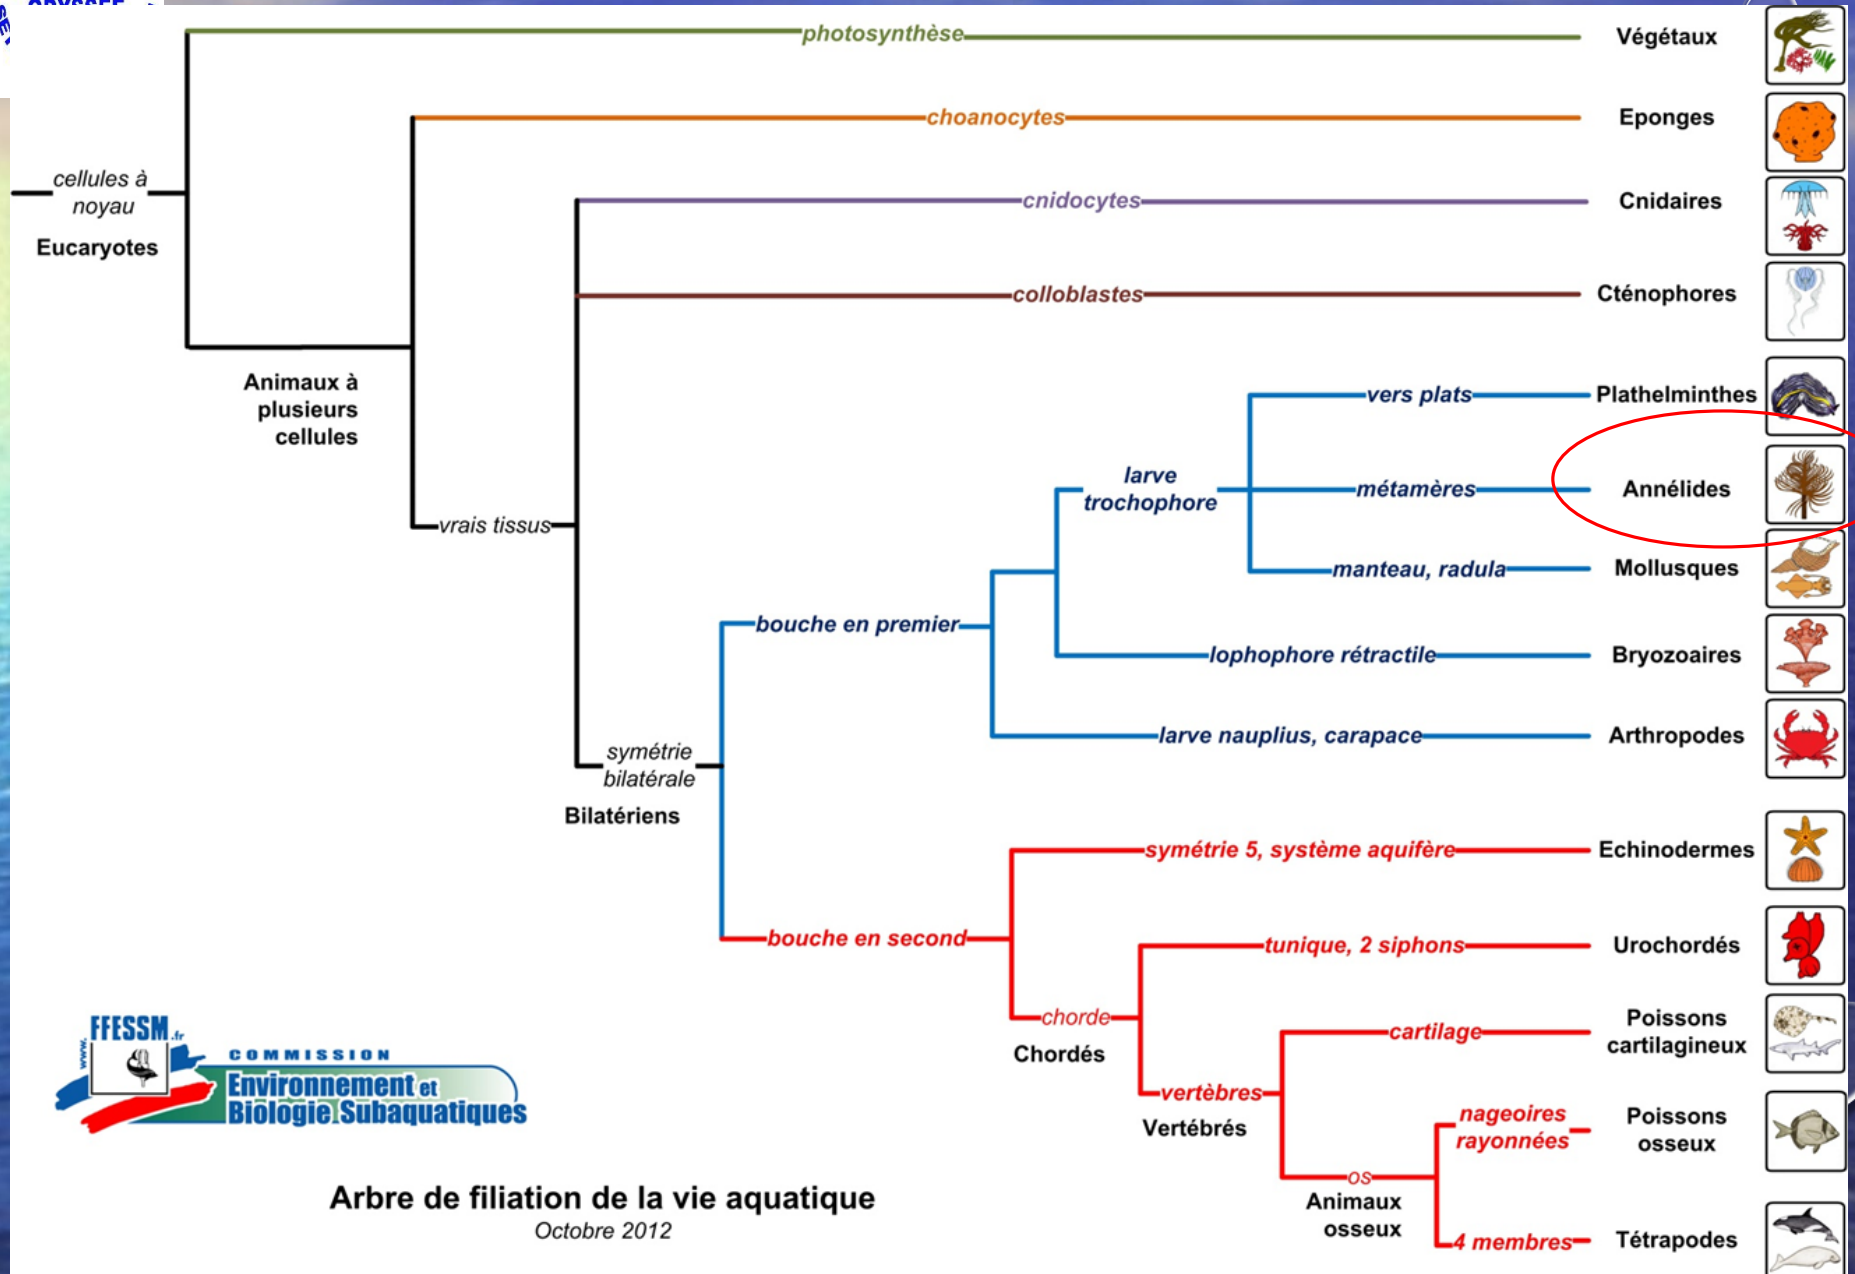 ODYSSEE
photosynthèse
Végétaux
choanocytes
Eponges
cellules à
noyau
Eucaryotes
cnidocytes
Cnidaires
colloblastes
Cténophores
Animaux à
plusieurs
cellules
vers plats
Plathelminthes
larve
trochophore
métamères
Annélides
vrais tissus
manteau, radula
Mollusques
bouche en premier
lophophore rétractile
Bryozoaires
larve nauplius, carapace
Arthropodes
symétrie
bilatérale
Bilatériens
symétrie 5, système aquifère
Echinodermes
bouche en second
tunique, 2 siphons
Urochordés
chorde
Chordés
cartilage
Poissons
cartilagineux
vertèbres
Vertébrés
nageoires
rayonnées
Poissons
osseux
os
Animaux
osseux
4 membres
Tétrapodes
www.FFESSM.fr
COMMISSION
Environnement et
Biologie Subaquatiques
Arbre de filiation de la vie aquatique
Octobre 2012